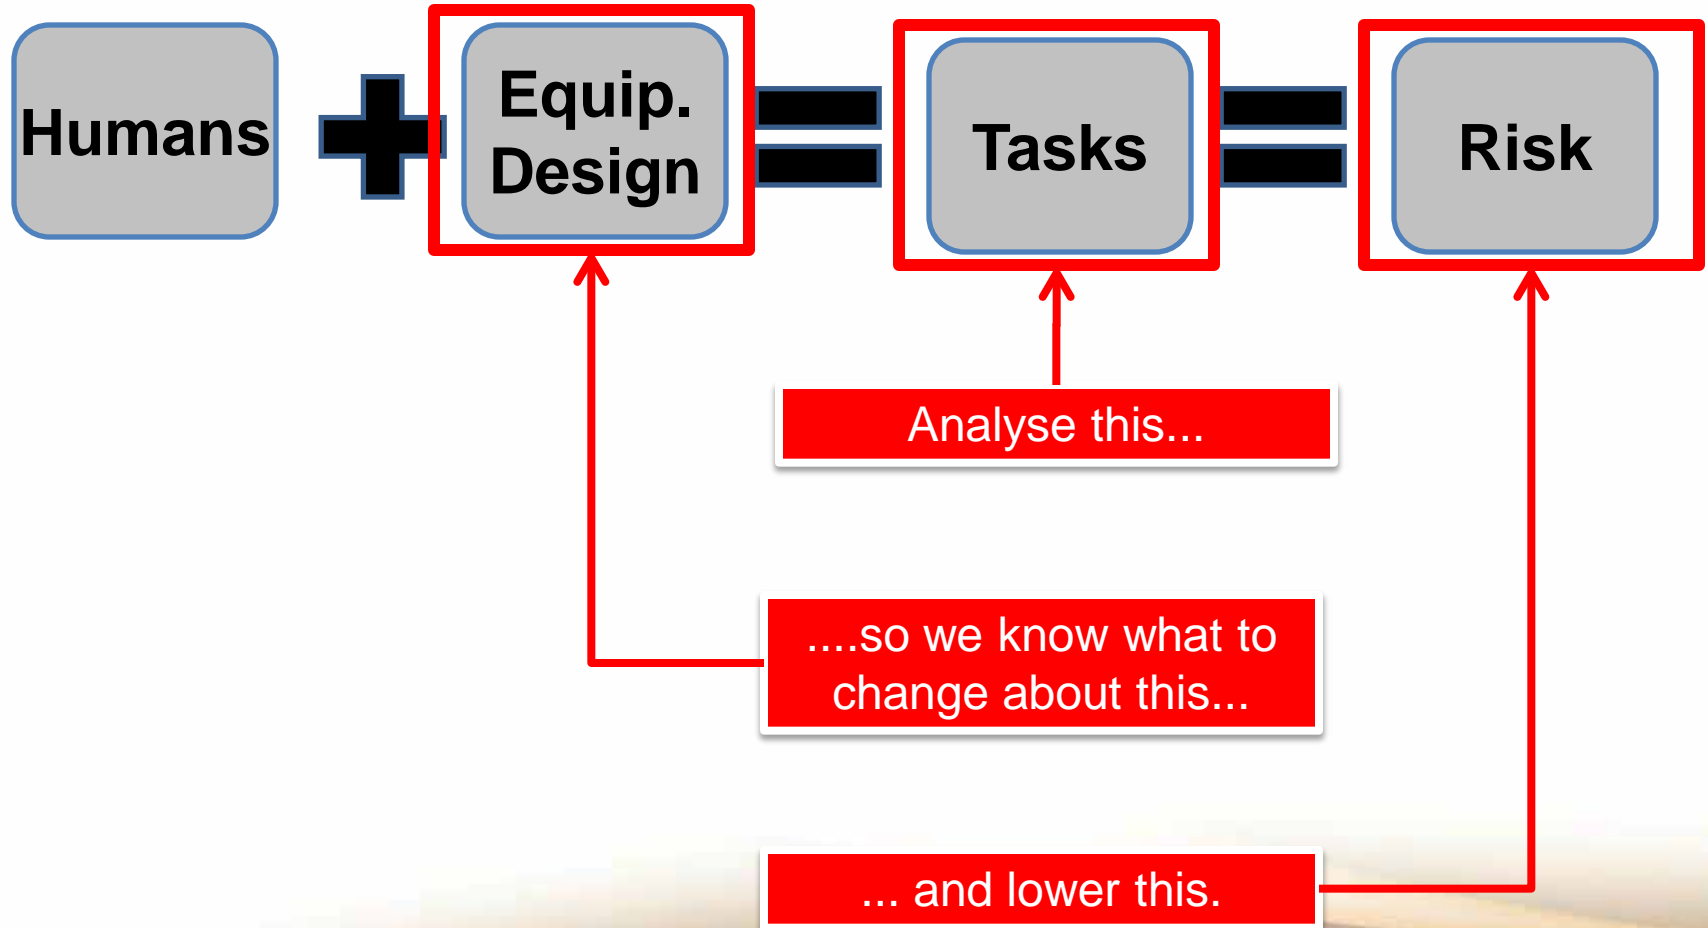 Humans
Equip.
Design
Tasks
Risk
Analyse this...
....so we know what to
change about this...
... and lower this.